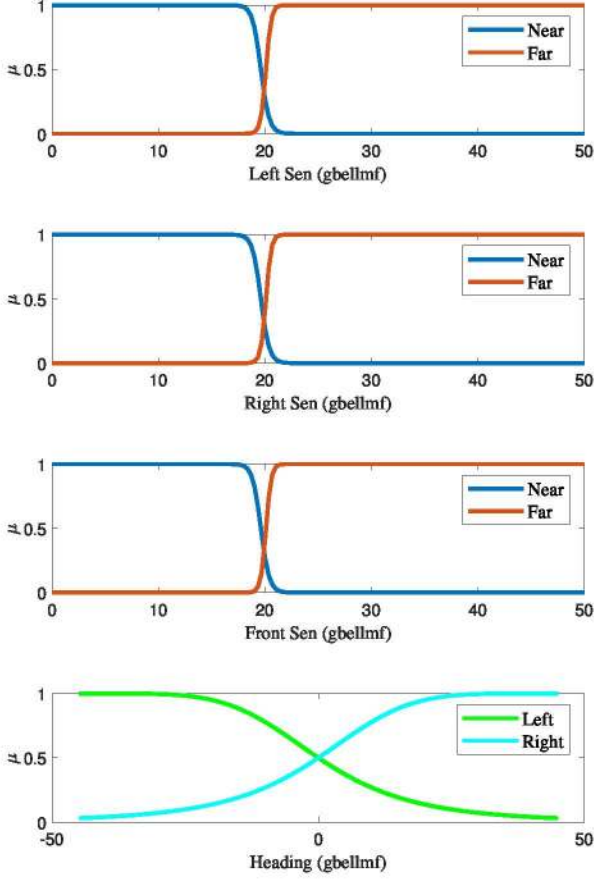 1
Near
Far
0.5
μ
0
0 10 20 30 40 50
Left Sen (gbellmf)
1
Near
Far
0.5
μ
0
0 10 20 30 40 50
Right Sen (gbellmf)
1
Near
Far
0.5
μ
0
0 10 20 30 40 50
Front Sen (gbellmf)
1
Left
Right
0.5
μ
0
-50 0 50
Heading (gbellmf)